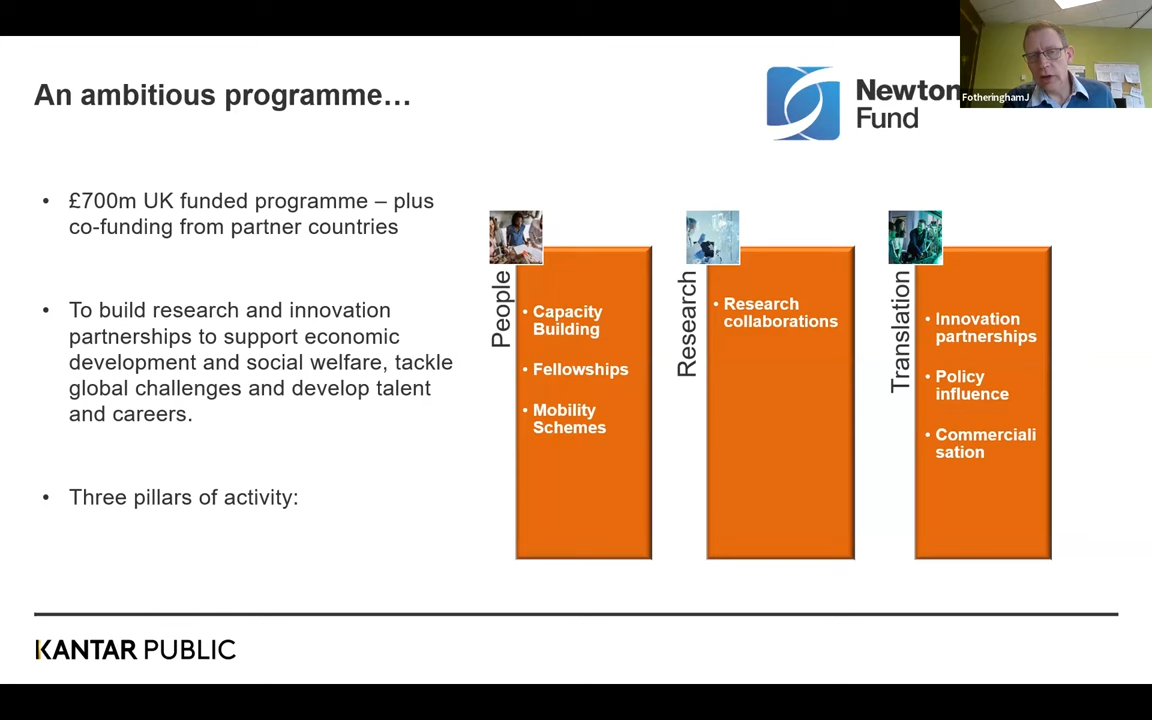 An ambitious programme…
Newton
Fund
FotheringhamJ
• £700m UK funded programme – plus
co-funding from partner countries
• To build research and innovation
partnerships to support economic
development and social welfare, tackle
global challenges and develop talent
and careers.
• Three pillars of activity:
People
• Capacity
Building
• Fellowships
• Mobility
Schemes
Research
• Research
collaborations
Translation
• Innovation
partnerships
• Policy
influence
• Commerciali
sation
KANTAR PUBLIC